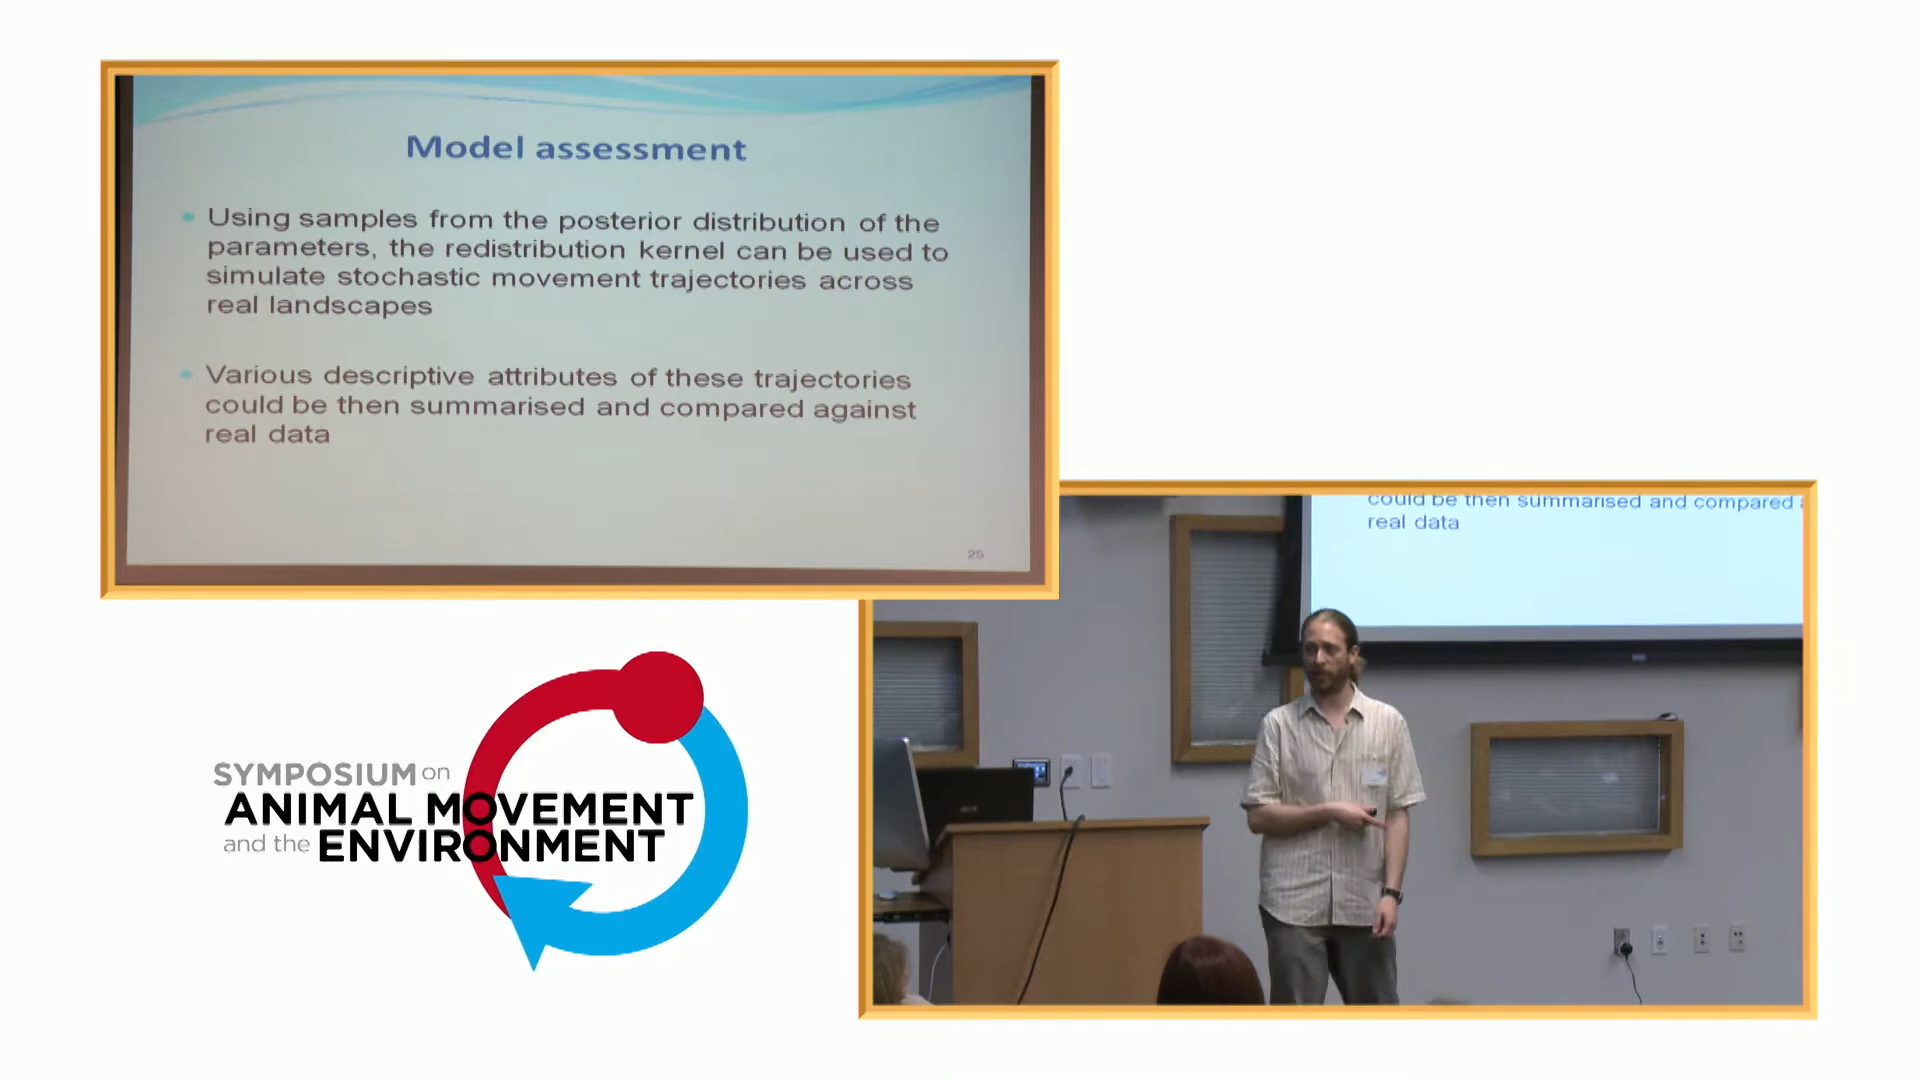 Model assessment
Using samples from the posterior distribution of the
parameters, the redistribution kernel can be used to
simulate stochastic movement trajectories across
real landscapes
Various descriptive attributes of these trajectories
could be then summarised and compared against
real data
25
could be then summarised and compared
real data
acer
SYMPOSIUM on
ANIMAL MOVEMENT
and the ENVIRONMENT